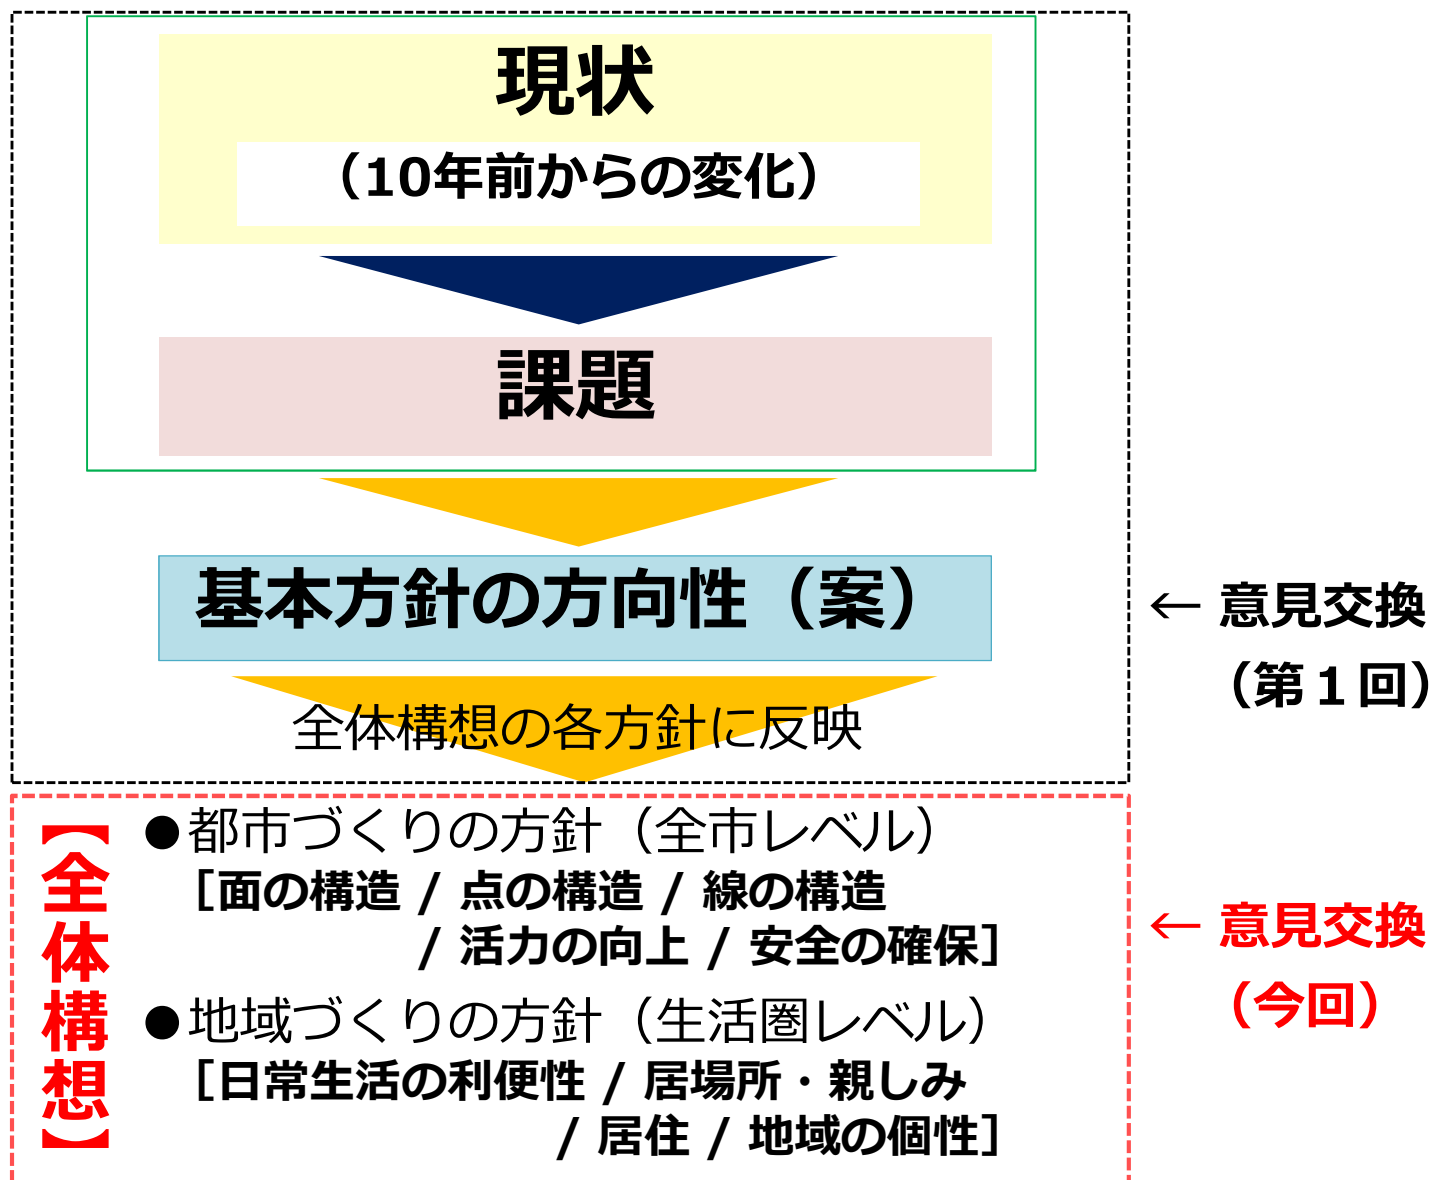 現状
（10年前からの変化）
課題
基本方針の方向性（案）
← 意見交換
（第１回）
全体構想の各方針に反映
【全体構想】
●都市づくりの方針（全市レベル）
［面の構造 / 点の構造 / 線の構造
/ 活力の向上 / 安全の確保］
●地域づくりの方針（生活圏レベル）
［日常生活の利便性 / 居場所・親しみ
/ 居住 / 地域の個性］
← 意見交換
（今回）